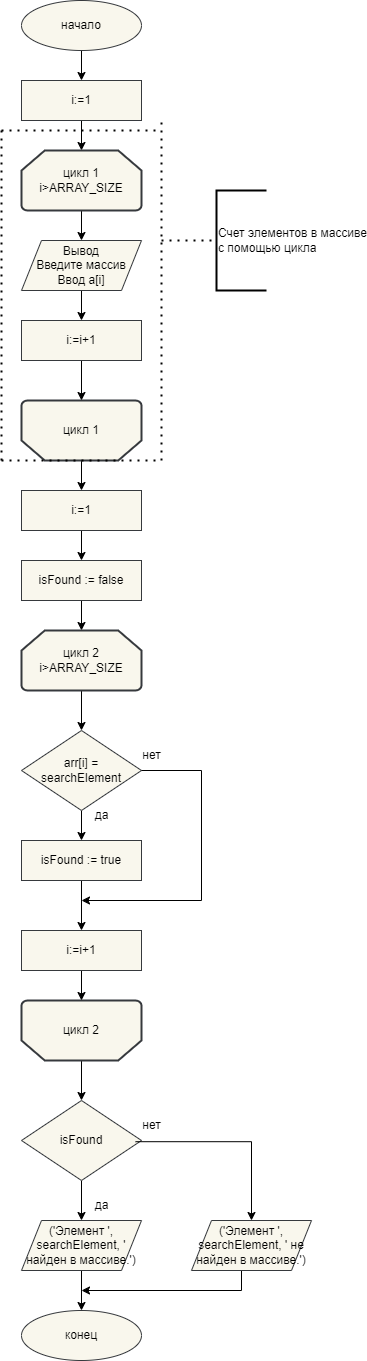 начало
i:=1
цикл 1
i>ARRAY_SIZE
Счет элементов в массиве
с помощью цикла
Вывод
Введите массив
Ввод a[i]
i:=i+1
цикл 1
i:=1
isFound := false
цикл 2
i>ARRAY_SIZE
arr[i] =
searchElement
нет
да
isFound := true
i:=i+1
цикл 2
isFound
нет
да
('Элемент ',
searchElement, '
найден в массиве.')
('Элемент ',
searchElement, ' не
найден в массиве.')
конец